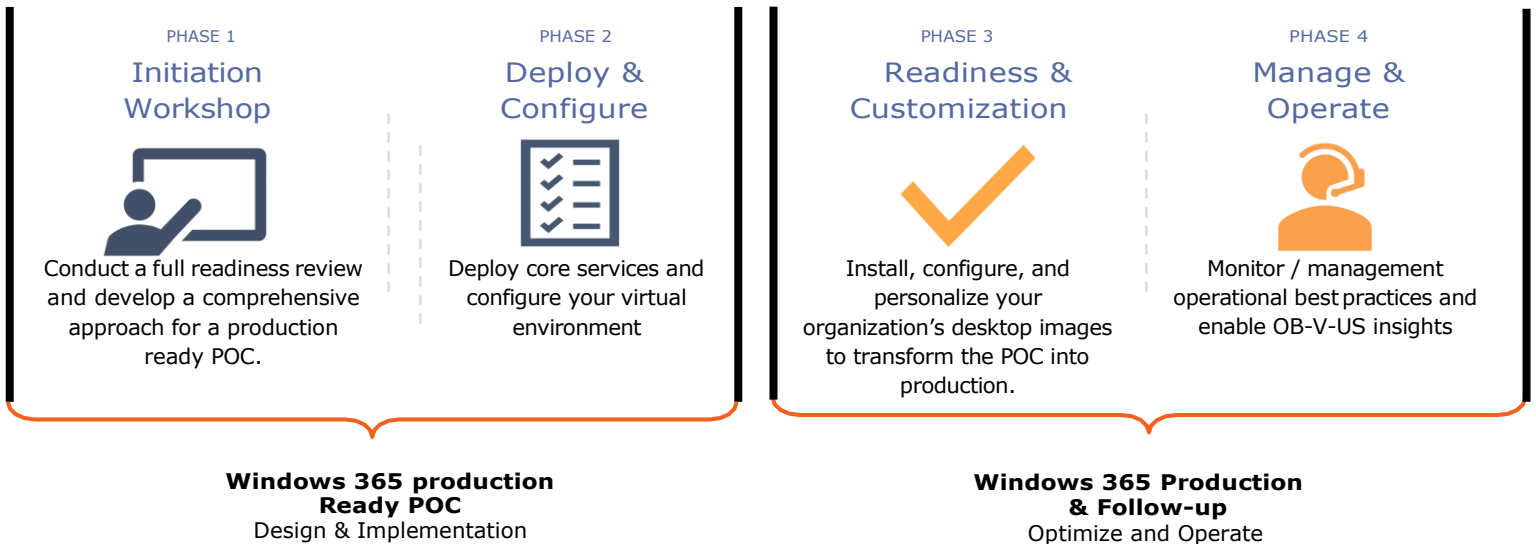 PHASE 1
Initiation
Workshop
Conduct a full readiness review
and develop a comprehensive
approach for a production
ready POC.
PHASE 2
Deploy &
Configure
Deploy core services and
configure your virtual
environment
Windows 365 production
Ready POC
Design & Implementation
PHASE 3
Readiness &
Customization
Install, configure, and
personalize your
organization’s desktop images
to transform the POC into
production.
PHASE 4
Manage &
Operate
Monitor / management
operational best practices and
enable OB-V-US insights
Windows 365 Production
& Follow-up
Optimize and Operate